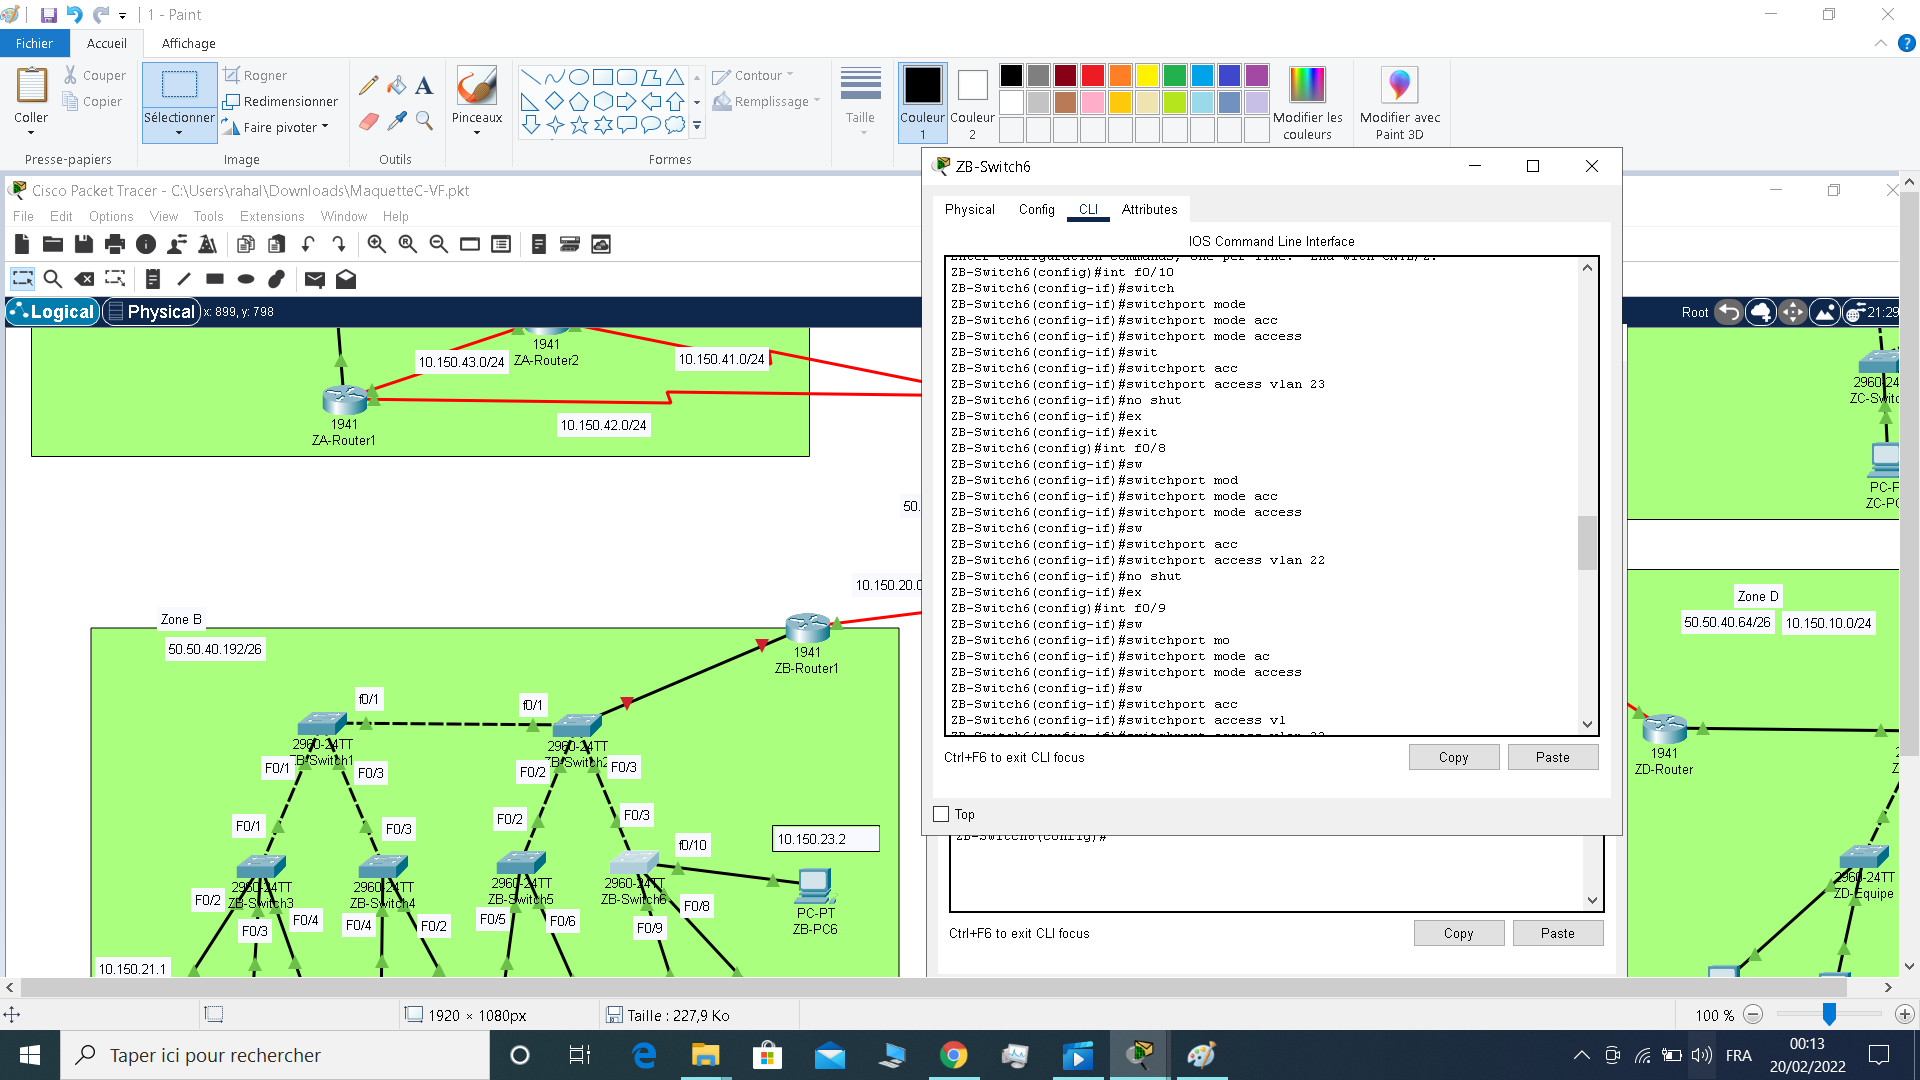 1 - Paint
Fichier
Accueil
Affichage
Coller
Couper
Copier
Presse-papiers
Sélectionner
Rogner
Redimensionner
Faire pivoter
Image
A
Outils
Pinceaux
Formes
Contour
Remplissage
Taille
Couleur 1
Couleur 2
Modifier les couleurs
Modifier avec Paint 3D
Cisco Packet Tracer - C:\Users\rahal\Downloads\MaquetteC-VF.pkt
File Edit Options View Tools Extensions Window Help
Logical
Physical
x: 899, y: 798
Root
21:29
10.150.43.0/24
1941
ZA-Router2
10.150.41.0/24
1941
ZA-Router1
10.150.42.0/24
50.
10.150.20.0
Zone B
50.50.40.192/26
1941
ZB-Router1
f0/1
f0/1
2960-24TT
ZB-Switch1
2960-24TT
ZB-Switch2
F0/1
F0/3
F0/2
F0/3
F0/1
F0/3
F0/2
F0/3
f0/10
10.150.23.2
2960-24TT
ZB-Switch3
2960-24TT
ZB-Switch4
2960-24TT
ZB-Switch5
2960-24TT
ZB-Switch6
PC-PT
ZB-PC6
F0/2
F0/3
F0/4
F0/4
F0/2
F0/5
F0/6
F0/9
F0/8
10.150.21.1
ZB-Switch6
Physical Config CLI Attributes
IOS Command Line Interface
Enter configuration commands, one per line. End with CNTL/Z.
ZB-Switch6(config)#int f0/10
ZB-Switch6(config-if)#switch
ZB-Switch6(config-if)#switchport mode
ZB-Switch6(config-if)#switchport mode acc
ZB-Switch6(config-if)#switchport mode access
ZB-Switch6(config-if)#swit
ZB-Switch6(config-if)#switchport acc
ZB-Switch6(config-if)#switchport access vlan 23
ZB-Switch6(config-if)#no shut
ZB-Switch6(config-if)#ex
ZB-Switch6(config-if)#exit
ZB-Switch6(config)#int f0/8
ZB-Switch6(config-if)#sw
ZB-Switch6(config-if)#switchport mod
ZB-Switch6(config-if)#switchport mode acc
ZB-Switch6(config-if)#switchport mode access
ZB-Switch6(config-if)#sw
ZB-Switch6(config-if)#switchport acc
ZB-Switch6(config-if)#switchport access vlan 22
ZB-Switch6(config-if)#no shut
ZB-Switch6(config-if)#ex
ZB-Switch6(config)#int f0/9
ZB-Switch6(config-if)#sw
ZB-Switch6(config-if)#switchport mo
ZB-Switch6(config-if)#switchport mode ac
ZB-Switch6(config-if)#switchport mode access
ZB-Switch6(config-if)#sw
ZB-Switch6(config-if)#switchport acc
ZB-Switch6(config-if)#switchport access vl
Ctrl+F6 to exit CLI focus
Copy
Paste
Top
ZB-Switch6(config)#
Ctrl+F6 to exit CLI focus
Copy
Paste
2960-24
ZC-Switc
PC-P
ZC-PC
Zone D
50.50.40.64/26
10.150.10.0/24
1941
ZD-Router
2960-24TT
ZD-Equipe
1920 × 1080px
Taille : 227,9 Ko
100 %
Taper ici pour rechercher
FRA
00:13
20/02/2022